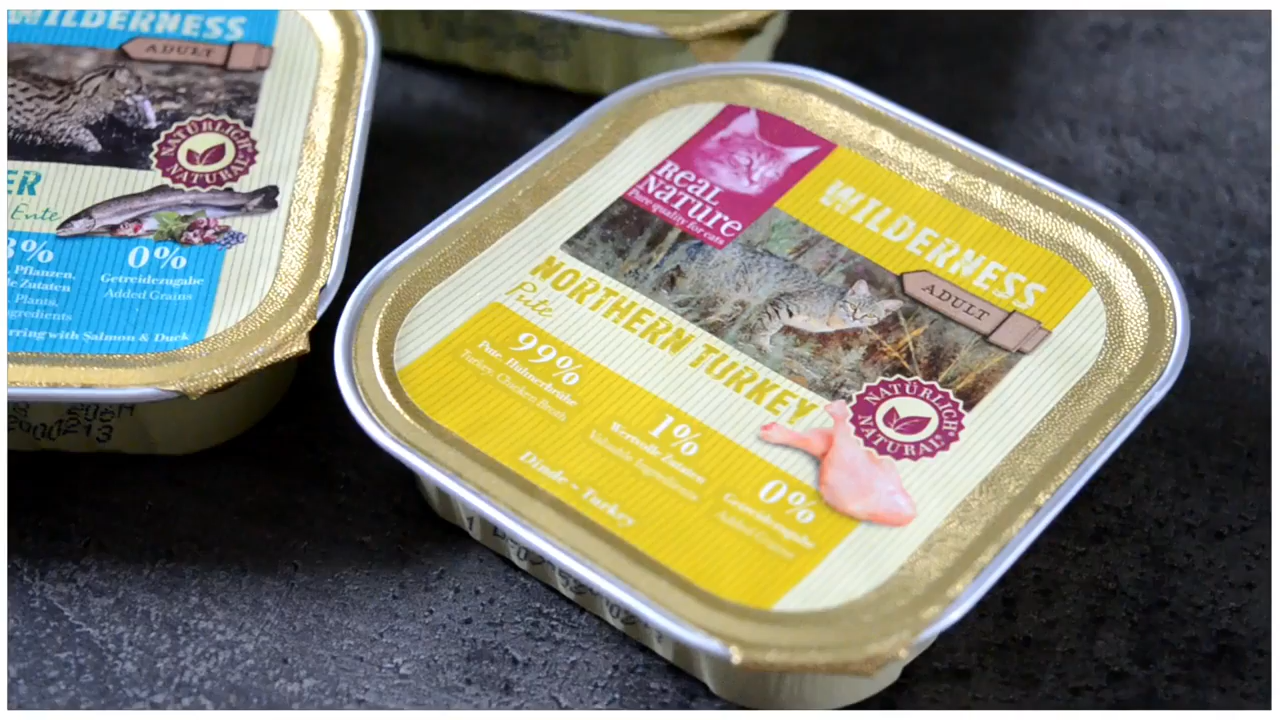 WILDERNESS
ADULT
NATÜRLICH
NATURAL
ER
Ente
3%
Pflanzen,
le Zutaten
Plants,
ngredients
0%
Getreidezugabe
Added Grains
rring with Salmon & Duck
Real
Nature
Pure quality for cats
WILDERNESS
ADULT
NORTHERN TURKEY
Pute
NATÜRLICH
NATURAL
99%
Pute, Hühnerbrühe
Turkey, Chicken Broth
1%
Wertvolle Zutaten
Valuable Ingredients
0%
Getreidezugabe
Added Grains
Dinde - Turkey